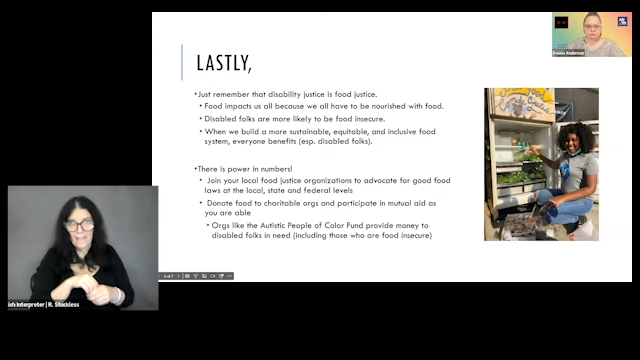 LASTLY,
•Just remember that disability justice is food justice.
• Food impacts us all because we all have to be nourished with food.
• Disabled folks are more likely to be food insecure.
• When we build a more sustainable, equitable, and inclusive food
system, everyone benefits (esp. disabled folks).
•There is power in numbers!
• Join your local food justice organizations to advocate for good food
laws at the local, state and federal levels
• Donate food to charitable orgs and participate in mutual aid as
you are able
• Orgs like the Autistic People of Color Fund provide money to
disabled folks in need (including those who are food insecure)
Anderson
ish Interpreter | R. Stuckless